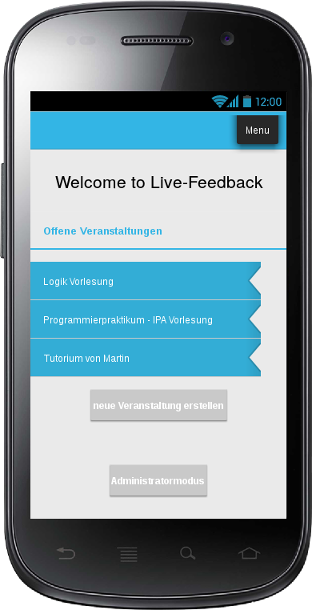 12:00
Menu
Welcome to Live-Feedback
Offene Veranstaltungen
Logik Vorlesung
Programmierpraktikum - IPA Vorlesung
Tutorium von Martin
neue Veranstaltung erstellen
Administratormodus